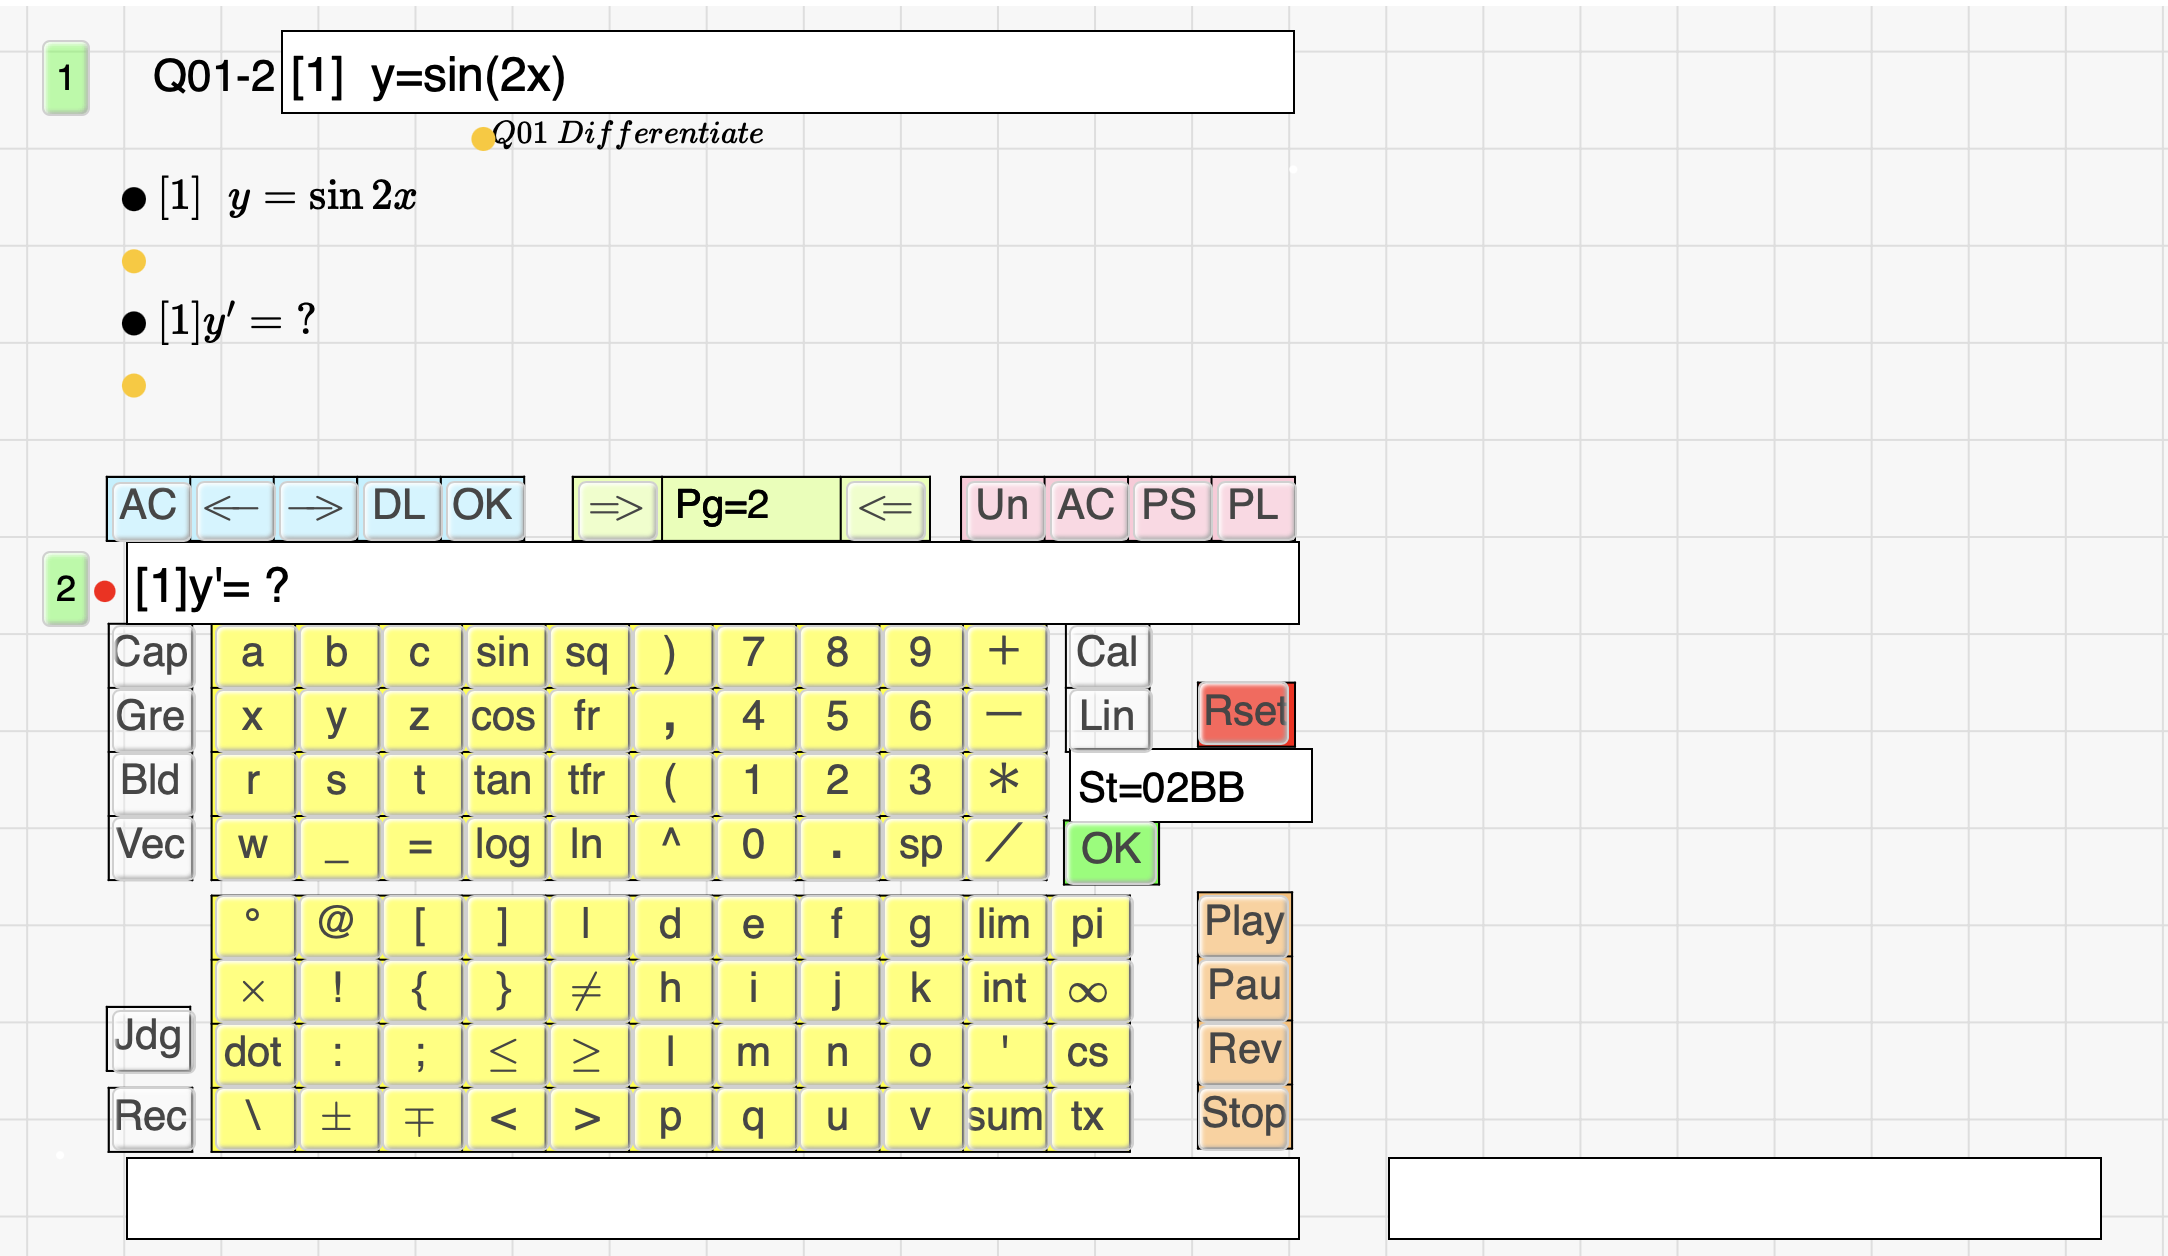 1 Q01-2 [1] y=sin(2x)
Q01 Differentiate
[1] y = sin 2x
[1]y′ = ?
AC ← → DL OK => Pg=2 <= Un AC PS PL
2 [1]y'= ?
Cap a b c sin sq ) 7 8 9 + Cal
Gre x y z cos fr , 4 5 6 — Lin Rset
Bld r s t tan tfr ( 1 2 3 * St=02BB
Vec w _ = log ln ^ 0 . sp / OK
° @ [ ] | d e f g lim pi Play
× ! { } ≠ h i j k int ∞ Pau
Jdg dot : ; ≤ ≥ l m n o ' cs Rev
Rec \ ± ∓ < > p q u v sum tx Stop